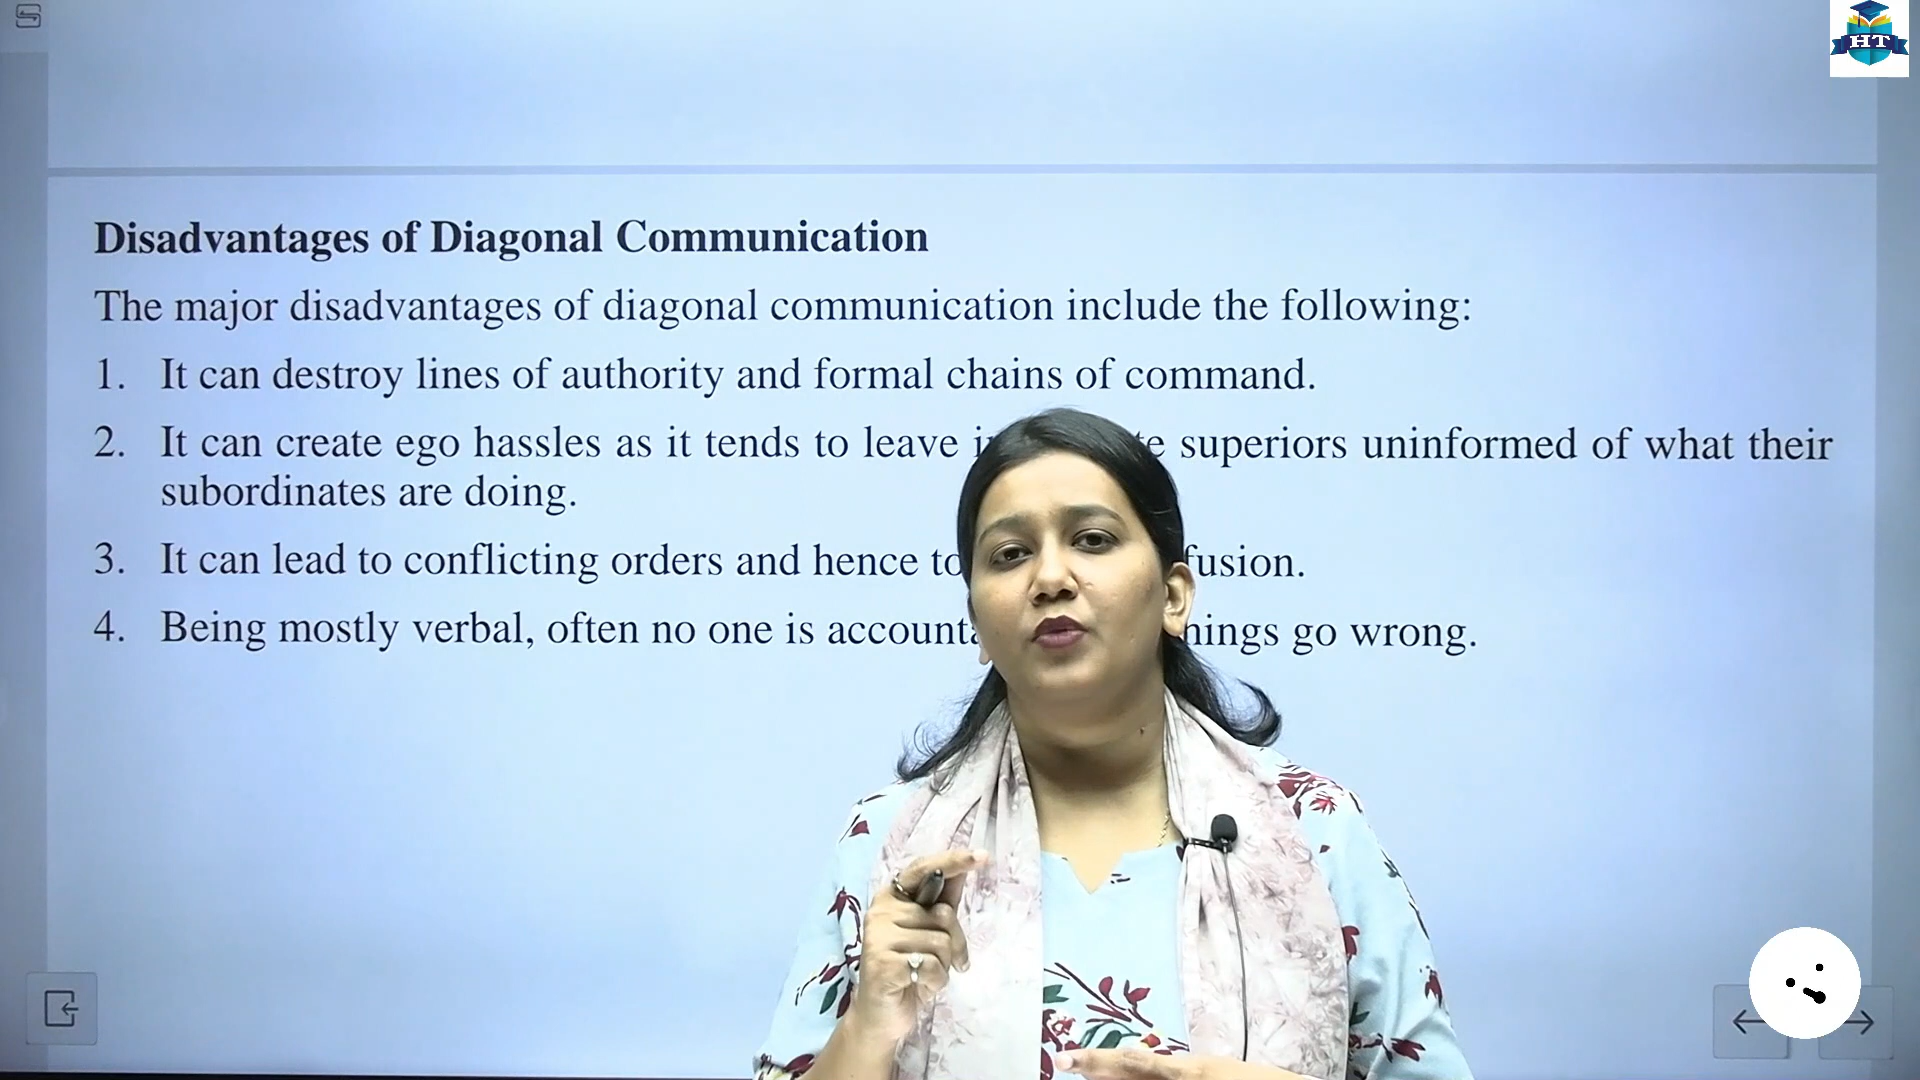 HT
Disadvantages of Diagonal Communication
The major disadvantages of diagonal communication include the following:
1. It can destroy lines of authority and formal chains of command.
2. It can create ego hassles as it tends to leave superiors uninformed of what their
subordinates are doing.
3. It can lead to conflicting orders and hence to
4. Being mostly verbal, often no one is go wrong.